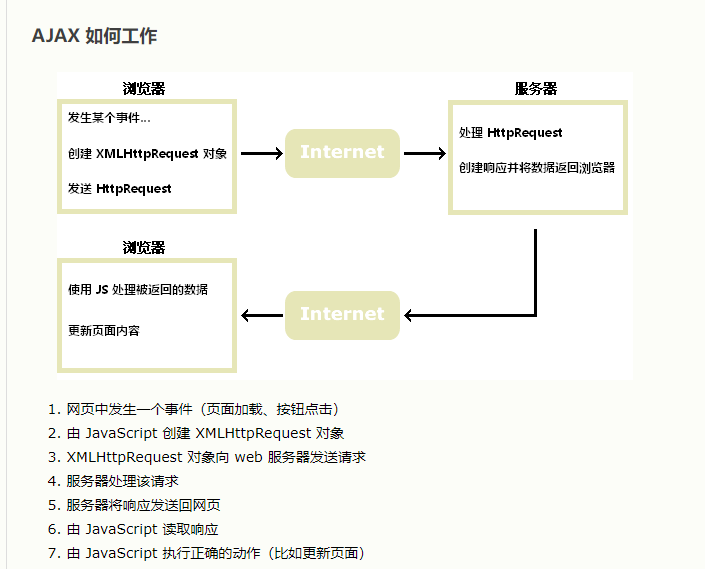 AJAX 如何工作
浏览器
发生某个事件...
创建 XMLHttpRequest 对象
发送 HttpRequest
Internet
服务器
处理 HttpRequest
创建响应并将数据返回浏览器
浏览器
使用 JS 处理被返回的数据
更新页面内容
Internet
1. 网页中发生一个事件（页面加载、按钮点击）
2. 由 JavaScript 创建 XMLHttpRequest 对象
3. XMLHttpRequest 对象向 web 服务器发送请求
4. 服务器处理该请求
5. 服务器将响应发送回网页
6. 由 JavaScript 读取响应
7. 由 JavaScript 执行正确的动作（比如更新页面）